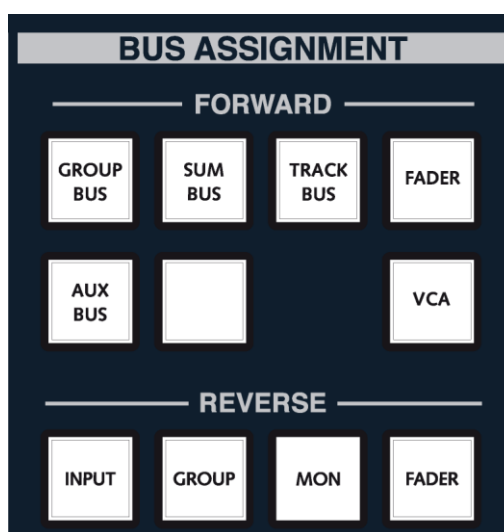 BUS ASSIGNMENT
FORWARD
GROUP
BUS
SUM
BUS
TRACK
BUS
FADER
AUX
BUS
VCA
REVERSE
INPUT
GROUP
MON
FADER